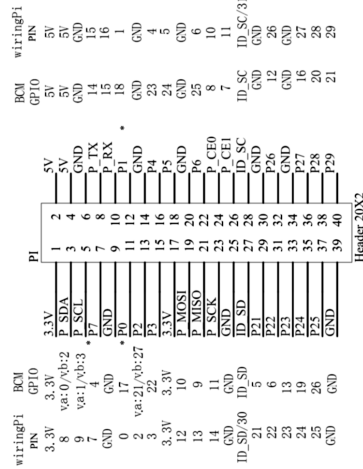 wiringPi BCM P1 BCM wiringPi
PIN GPIO GPIO PIN
3.3V 3.3V 3.3V 1 2 5V 5V 5V
8 v,a:0/v,b:2 P_SDA 3 4 5V 5V 5V
9 v,a:1/v,b:3 P_SCL 5 6 GND GND GND
7 4 * P7 7 8 P_TX 14 15
GND 9 10 P_RX 15 16
0 17 * P0 11 12 P1 * 18 1
2 v,a:21/v,b:27 P2 13 14 GND GND GND
3 22 P3 15 16 P4 23 4
3.3V 3.3V 3.3V 17 18 P5 24 5
12 10 P_MOSI 19 20 GND GND GND
13 9 P_MISO 21 22 P6 25 6
14 11 P_SCK 23 24 P_CE0 8 10
GND GND GND 25 26 P_CE1 7 11
ID_SD/30 ID_SD ID_SD 27 28 ID_SC ID_SC ID_SC/31
21 5 P21 29 30 GND GND GND
22 6 P22 31 32 P26 12 26
23 13 P23 33 34 GND GND GND
24 19 P24 35 36 P27 16 27
25 26 P25 37 38 P28 20 28
GND GND GND 39 40 P29 21 29
Header 20X2